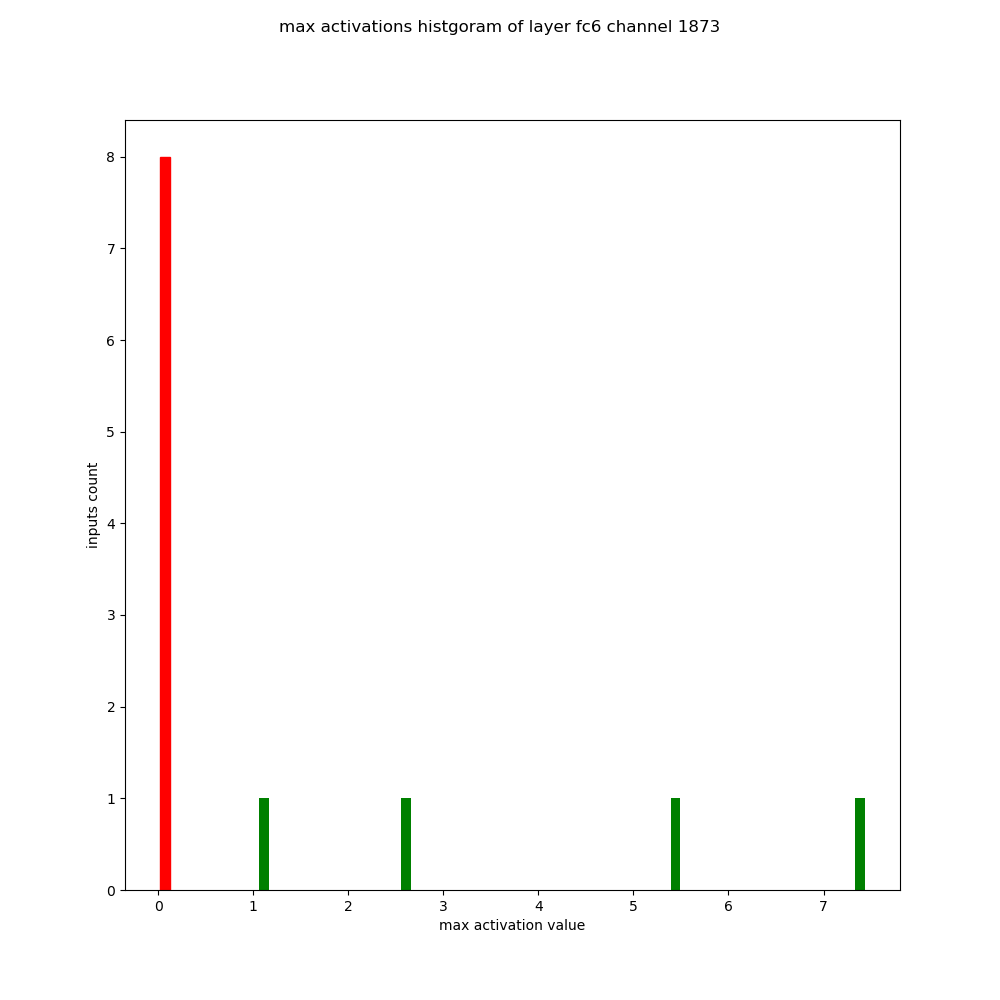 max activations histgoram of layer fc6 channel 1873
8
7
6
5
4
3
2
1
0
inputs count
0 1 2 3 4 5 6 7
max activation value